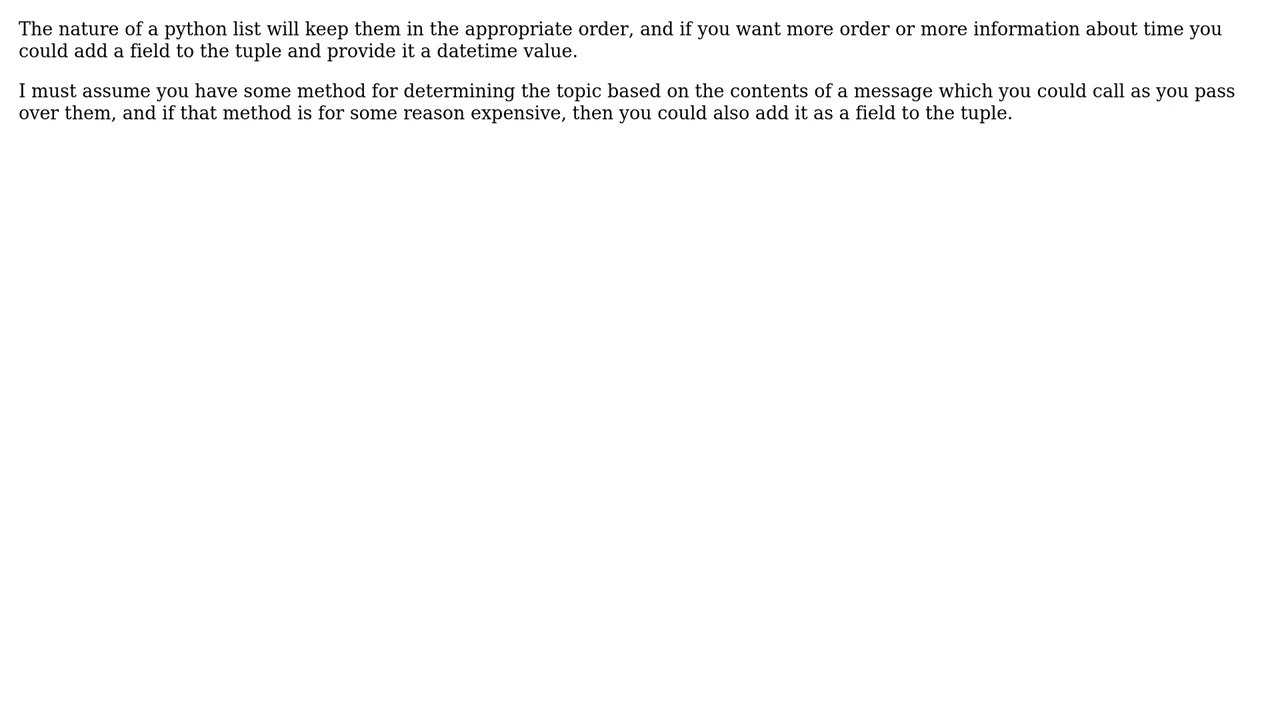 The nature of a python list will keep them in the appropriate order, and if you want more order or more information about time you
could add a field to the tuple and provide it a datetime value.
I must assume you have some method for determining the topic based on the contents of a message which you could call as you pass
over them, and if that method is for some reason expensive, then you could also add it as a field to the tuple.